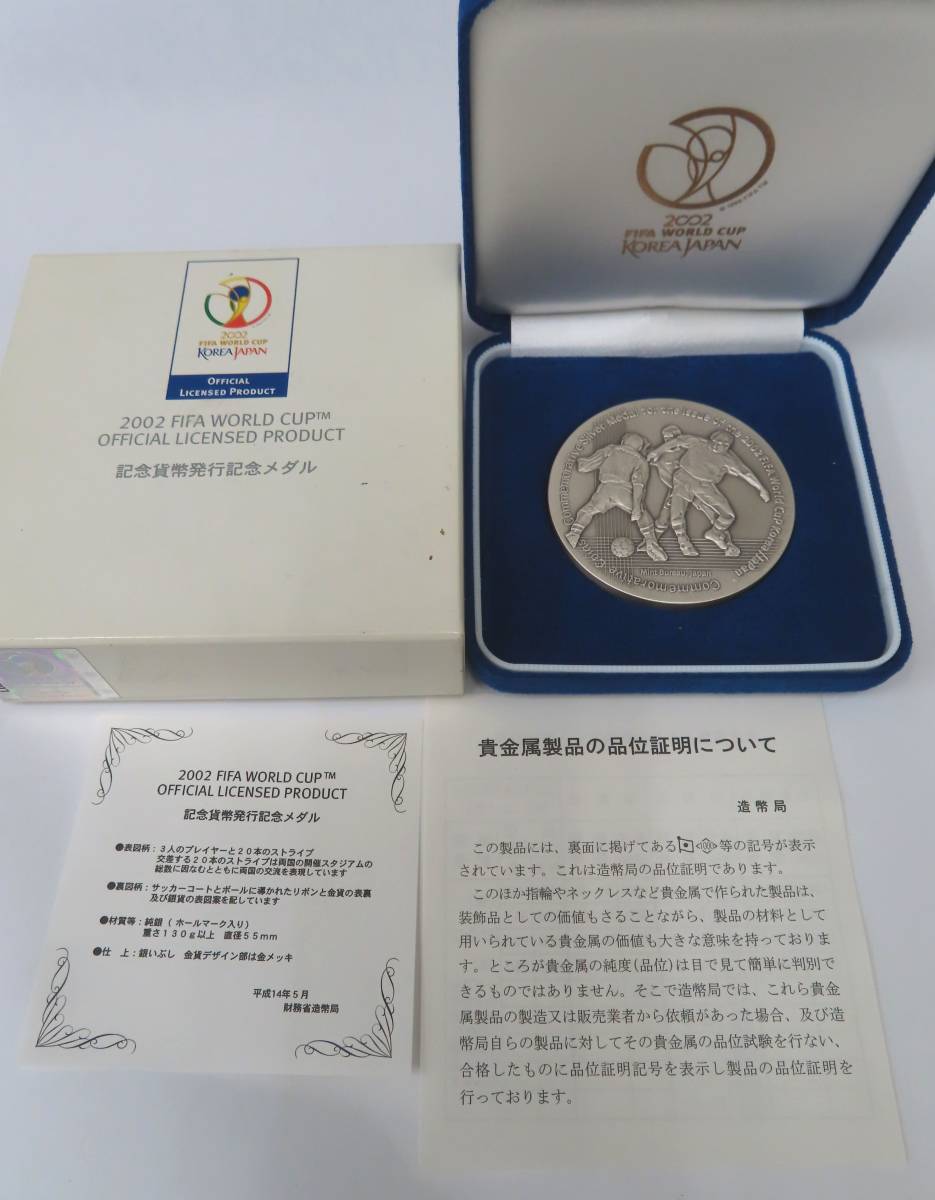 2002
FIFA WORLD CUP
KOREA JAPAN
2002
FIFA WORLD CUP
KOREA JAPAN
OFFICIAL
LICENSED PRODUCT
2002 FIFA WORLD CUP™
OFFICIAL LICENSED PRODUCT
記念貨幣発行記念メダル
Commemorative Silver Medal for the Issue of the 2002 FIFA World Cup Korea/Japan™ Commemorative Coins
Mint Bureau, Japan
2002 FIFA WORLD CUP™
OFFICIAL LICENSED PRODUCT
記念貨幣発行記念メダル
●表図柄：3人のプレイヤーと20本のストライプ
交差する20本のストライプは両国の開催スタジアムの
総数に因なむとともに両国の交流を表現しています
●裏図柄：サッカーコートとボールに導かれたリボンと金貨の表裏
及び銀貨の表図案を配しています
●材質等：純銀（ホールマーク入り）
重さ130g以上　直径55mm
●仕　上：銀いぶし　金貨デザイン部は金メッキ
平成14年5月
財務省造幣局
貴金属製品の品位証明について
造幣局
この製品には、裏面に掲げてある 100 等の記号が表示
されています。これは造幣局の品位証明であります。
このほか指輪やネックレスなど貴金属で作られた製品は、
装飾品としての価値もさることながら、製品の材料として
用いられている貴金属の価値も大きな意味を持っておりま
す。ところが貴金属の純度(品位)は目で見て簡単に判別で
きるものではありません。そこで造幣局では、これら貴金
属製品の製造又は販売業者から依頼があった場合、及び造
幣局自らの製品に対してその貴金属の品位試験を行ない、
合格したものに品位証明記号を表示し製品の品位証明を
行っております。